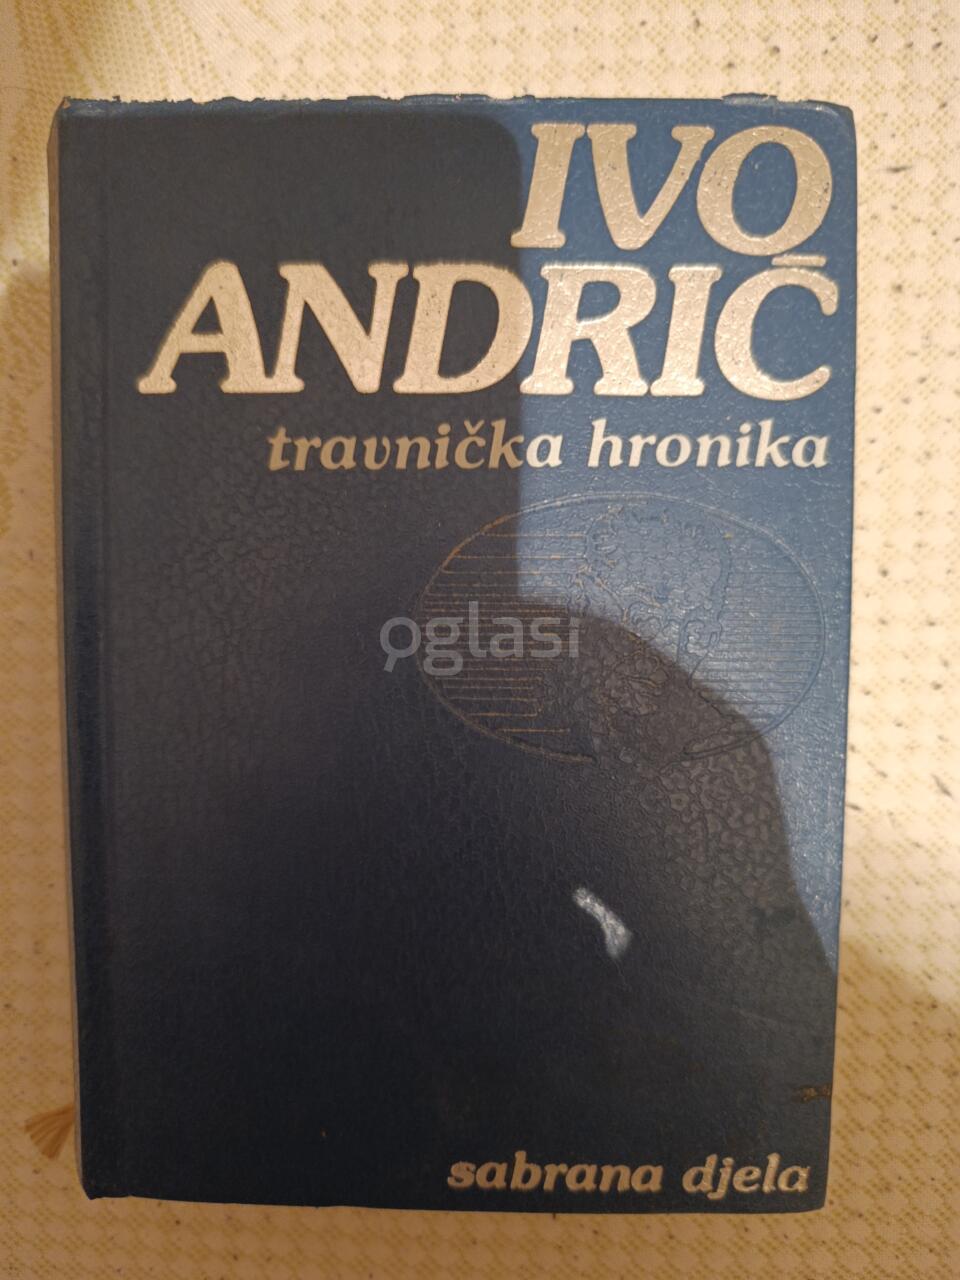 IVO
ANDRIĆ
travnička hronika
oglasi
sabrana djela